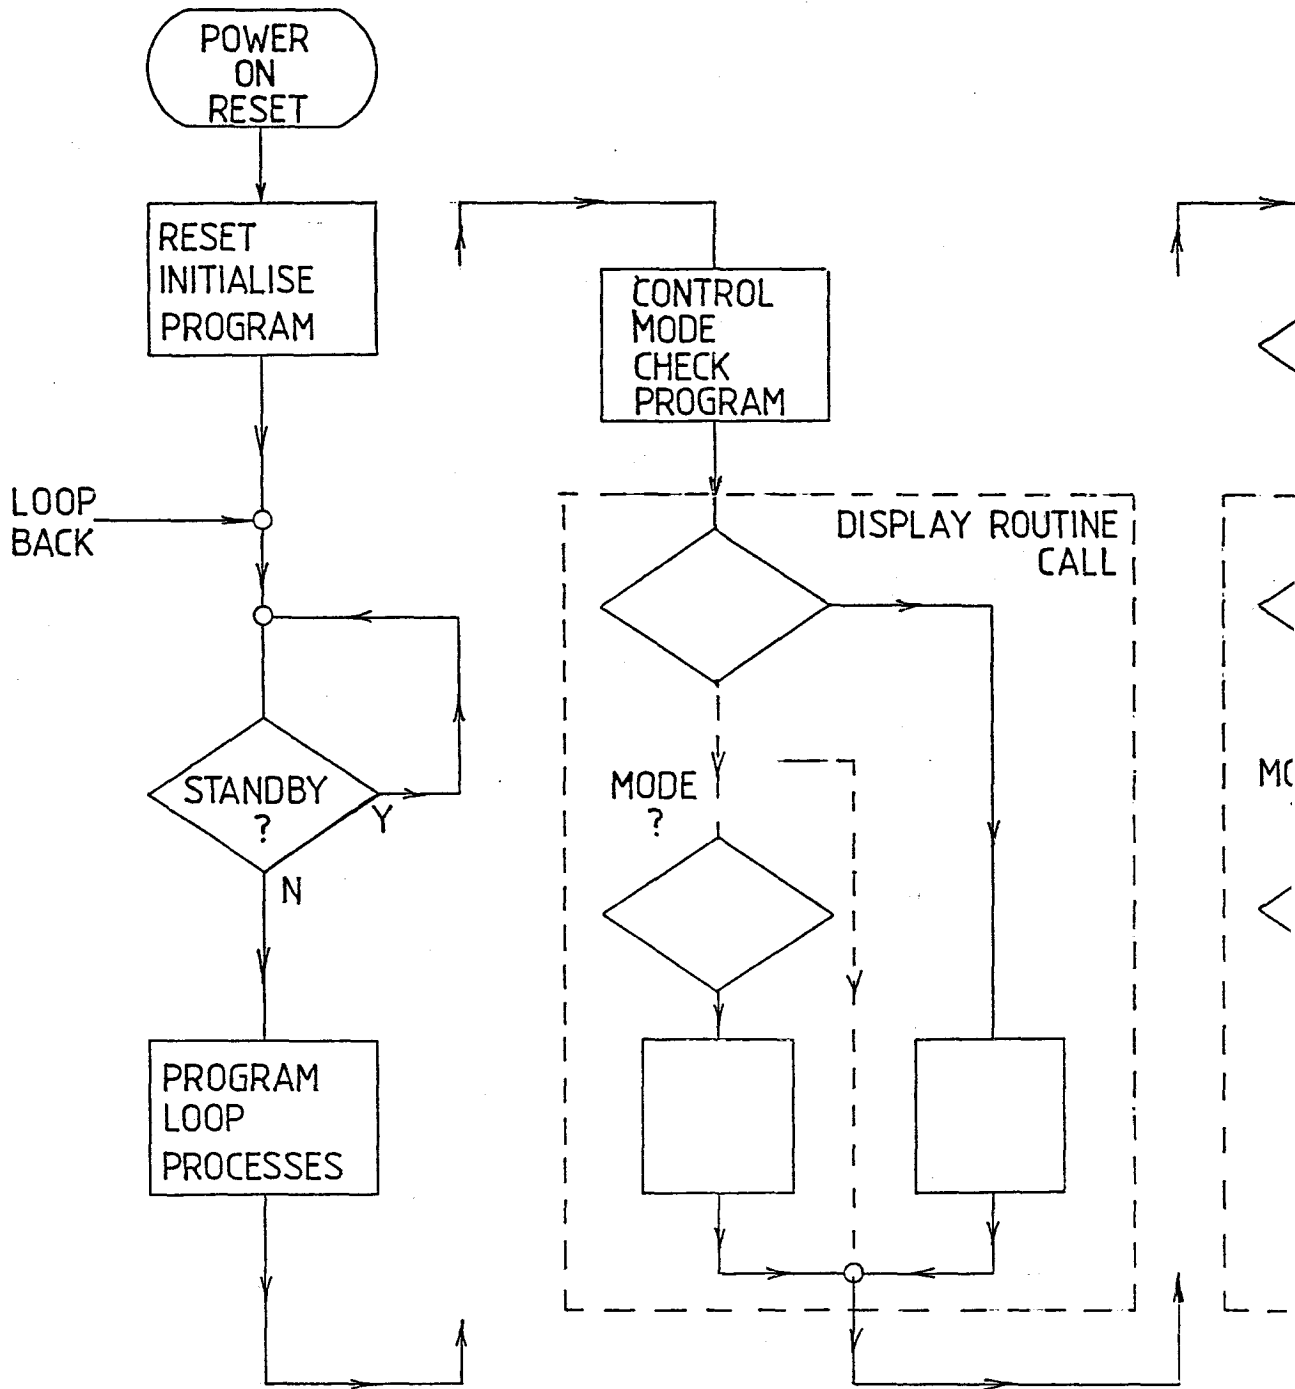 POWER
ON
RESET
RESET
INITIALISE
PROGRAM
LOOP
BACK
STANDBY
?
Y
N
PROGRAM
LOOP
PROCESSES
CONTROL
MODE
CHECK
PROGRAM
DISPLAY ROUTINE
CALL
MODE
?